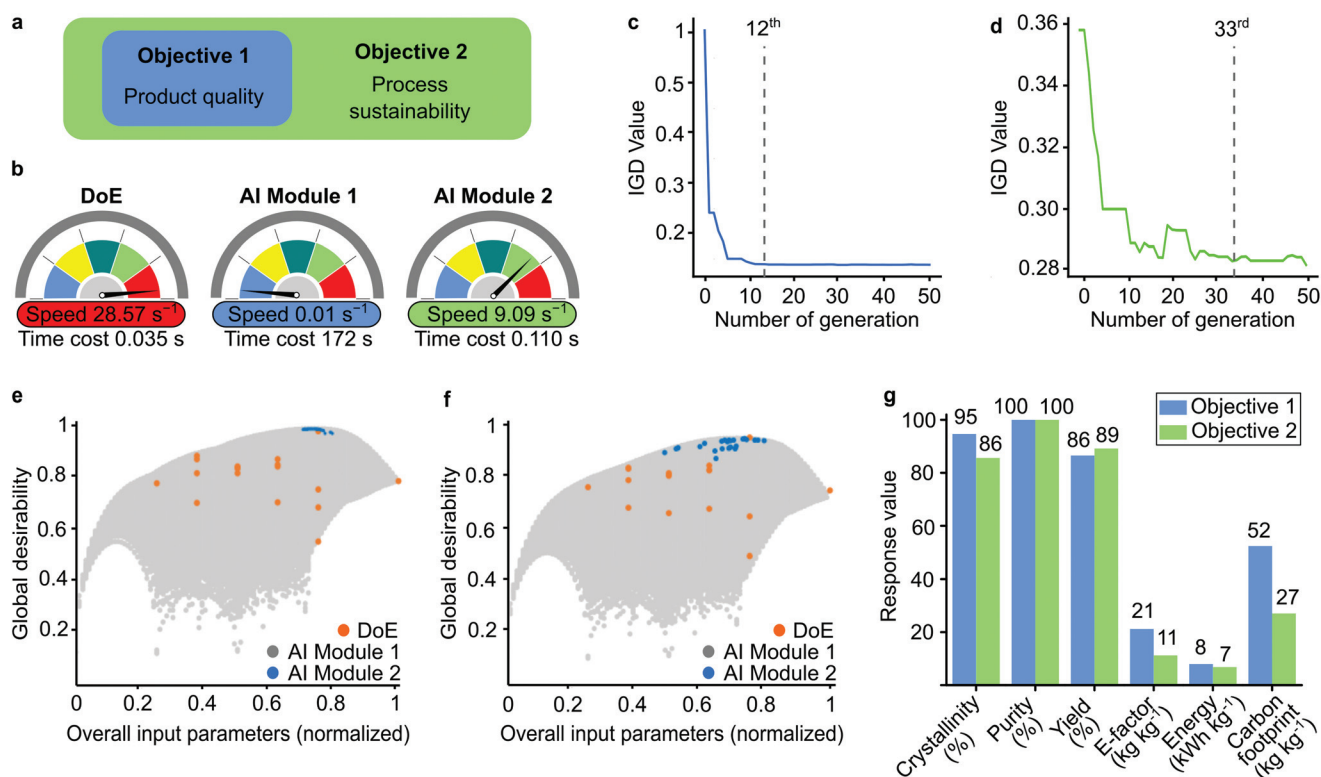 a
Objective 1
Product quality
Objective 2
Process
sustainability
b
DoE
AI Module 1
AI Module 2
Speed 28.57 s⁻¹
Speed 0.01 s⁻¹
Speed 9.09 s⁻¹
Time cost 0.035 s
Time cost 172 s
Time cost 0.110 s
c
12th
IGD Value
1
0.5
0.4
0.3
0.2
0
10
20
30
40
50
Number of generation
d
33rd
IGD Value
0.36
0.34
0.32
0.30
0.28
0
10
20
30
40
50
Number of generation
e
Global desirability
1
0.8
0.6
0.4
0.2
DoE
AI Module 1
AI Module 2
0
0.2
0.4
0.6
0.8
1
Overall input parameters (normalized)
f
Global desirability
1
0.8
0.6
0.4
0.2
DoE
AI Module 1
AI Module 2
0
0.2
0.4
0.6
0.8
1
Overall input parameters (normalized)
g
Objective 1
Objective 2
Response value
100
80
60
40
20
95
86
100
100
86
89
21
11
8
7
52
27
Crystallinity
(%)
Purity
(%)
Yield
(%)
E-factor
(kg kg⁻¹)
Energy
(kWh kg⁻¹)
Carbon
footprint
(kg kg⁻¹)